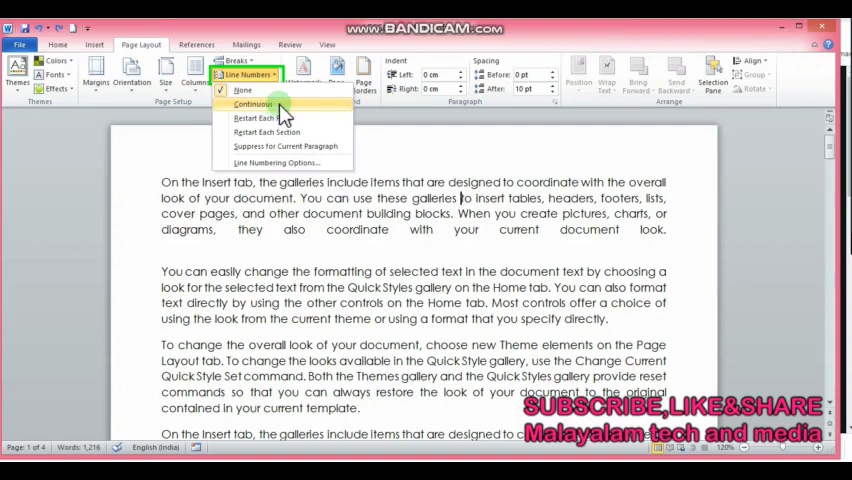 www.BANDICAM.com
File Home Insert Page Layout References Mailings Review View
Themes Colors Fonts Effects Margins Orientation Size Columns Breaks Line Numbers Watermark Page Borders Indent Left: 0 cm Right: 0 cm Spacing Before: 0 pt After: 10 pt Position Wrap Text Bring Forward Send Backward Selection Pane Align Group Rotate
Themes Page Setup Paragraph Arrange
None
Continuous
Restart Each P
Restart Each Section
Suppress for Current Paragraph
Line Numbering Options...
On the Insert tab, the galleries include items that are designed to coordinate with the overall
look of your document. You can use these galleries to insert tables, headers, footers, lists,
cover pages, and other document building blocks. When you create pictures, charts, or
diagrams, they also coordinate with your current document look.
You can easily change the formatting of selected text in the document text by choosing a
look for the selected text from the Quick Styles gallery on the Home tab. You can also format
text directly by using the other controls on the Home tab. Most controls offer a choice of
using the look from the current theme or using a format that you specify directly.
To change the overall look of your document, choose new Theme elements on the Page
Layout tab. To change the looks available in the Quick Style gallery, use the Change Current
Quick Style Set command. Both the Themes gallery and the Quick Styles gallery provide reset
commands so that you can always restore the look of your document to the original
contained in your current template.
On the Insert tab, the galleries include items that are designed to c
SUBSCRIBE,LIKE&SHARE
Malayalam tech and media
Page: 1 of 4 Words: 1,216 English (India) 120%